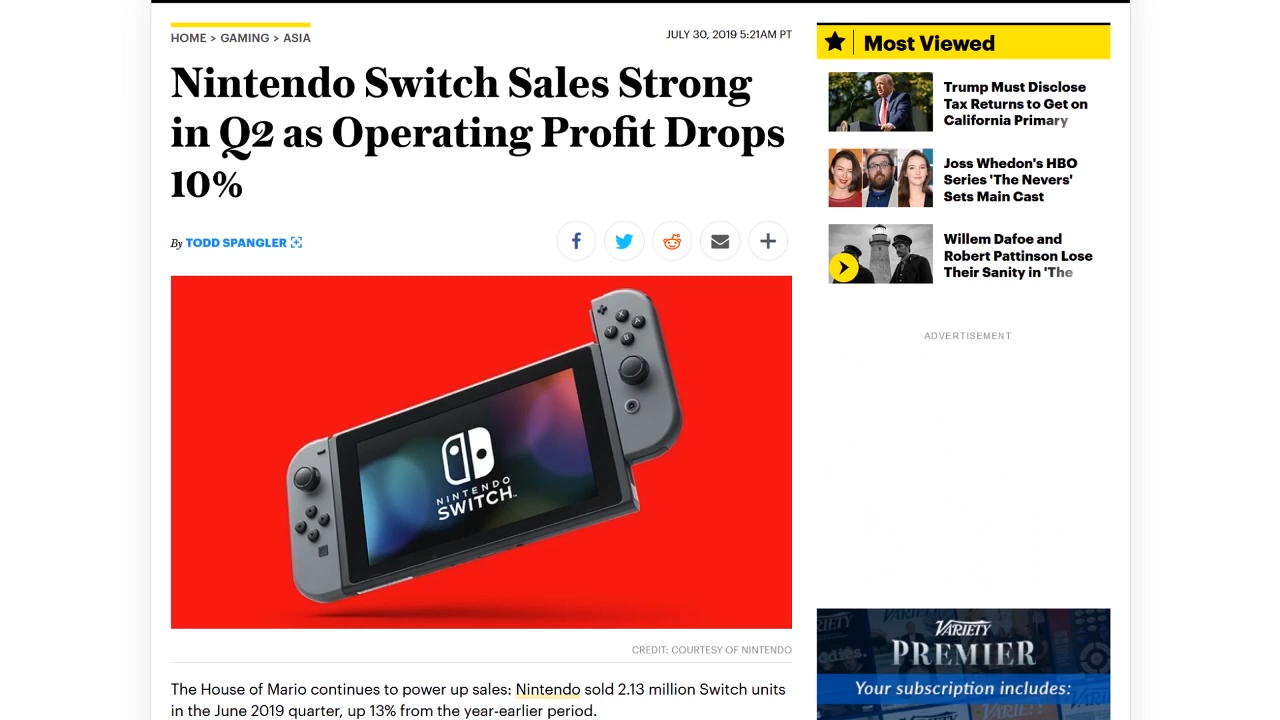 HOME > GAMING > ASIA
JULY 30, 2019 5:21AM PT
Nintendo Switch Sales Strong
in Q2 as Operating Profit Drops
10%
By TODD SPANGLER
NINTENDO
SWITCH
X
A
Y
B
CREDIT: COURTESY OF NINTENDO
The House of Mario continues to power up sales: Nintendo sold 2.13 million Switch units
in the June 2019 quarter, up 13% from the year-earlier period.
Most Viewed
Trump Must Disclose
Tax Returns to Get on
California Primary
Joss Whedon's HBO
Series 'The Nevers'
Sets Main Cast
Willem Dafoe and
Robert Pattinson Lose
Their Sanity in 'The
ADVERTISEMENT
VARIETY
PREMIER
Your subscription includes: